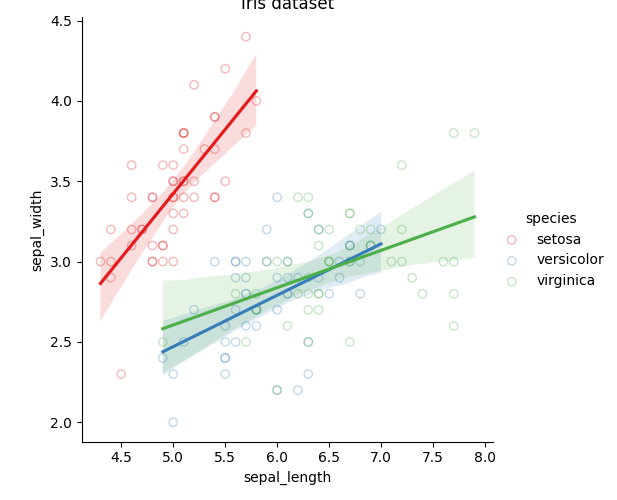 Iris dataset
4.5
4.0
3.5
3.0
2.5
2.0
sepal_width
4.5 5.0 5.5 6.0 6.5 7.0 7.5 8.0
sepal_length
species
setosa
versicolor
virginica